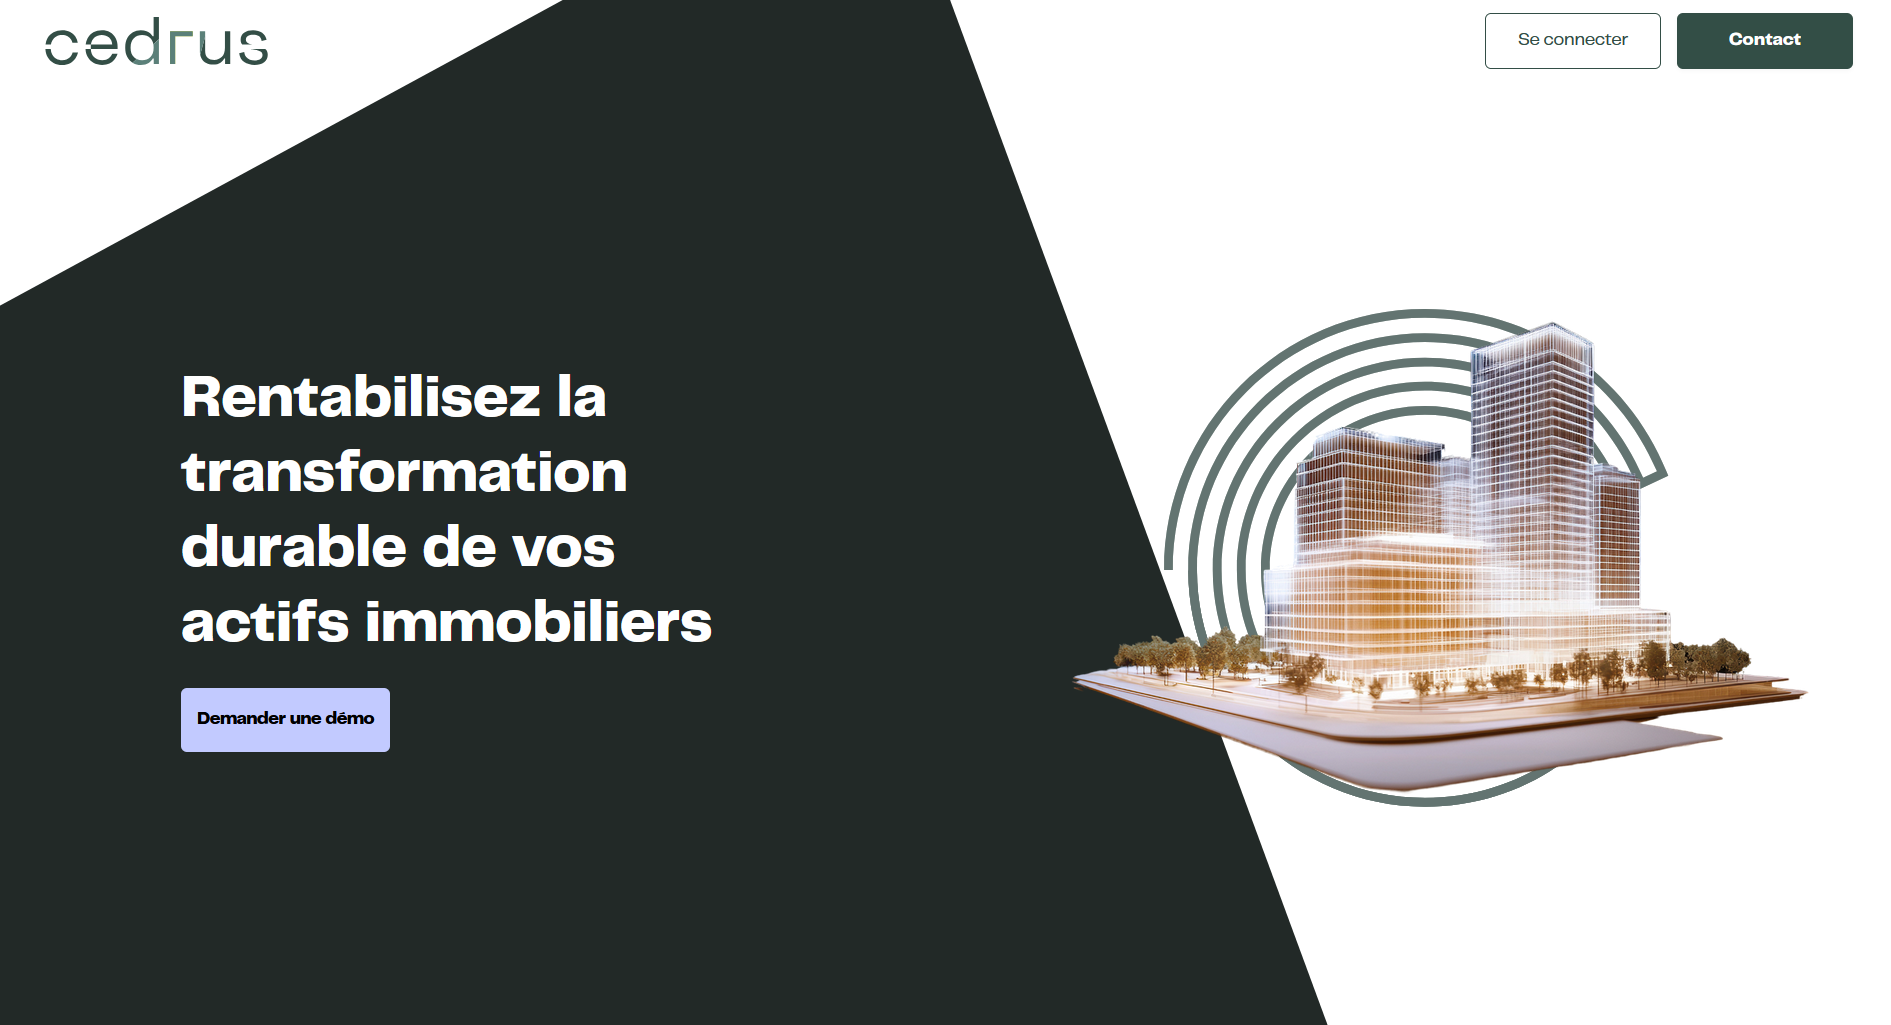 cedrus
Se connecter
Contact
Rentabilisez la
transformation
durable de vos
actifs immobiliers
Demander une démo